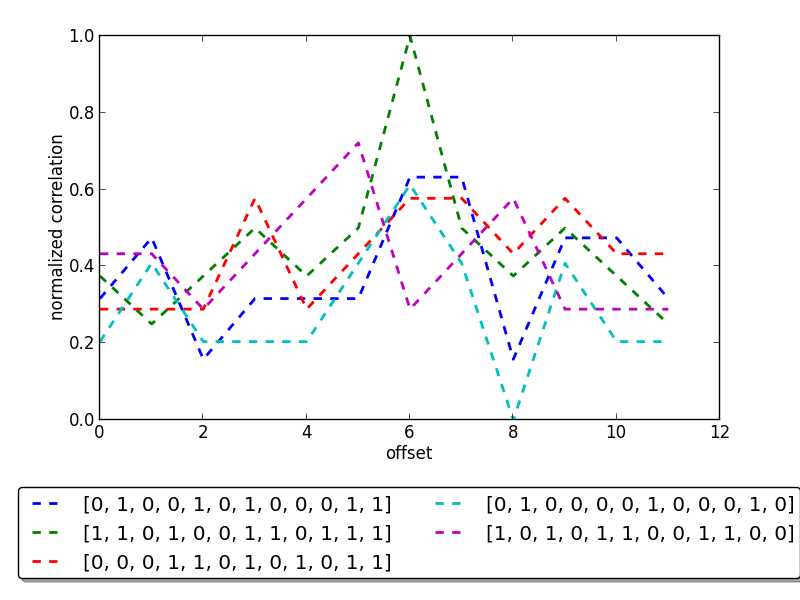 1.0
0.8
0.6
0.4
0.2
0.0
normalized correlation
0 2 4 6 8 10 12
offset
[0, 1, 0, 0, 1, 0, 1, 0, 0, 0, 1, 1]
[1, 1, 0, 1, 0, 0, 1, 1, 0, 1, 1, 1]
[0, 0, 0, 1, 1, 0, 1, 0, 1, 0, 1, 1]
[0, 1, 0, 0, 0, 0, 1, 0, 0, 0, 1, 0]
[1, 0, 1, 0, 1, 1, 0, 0, 1, 1, 0, 0]